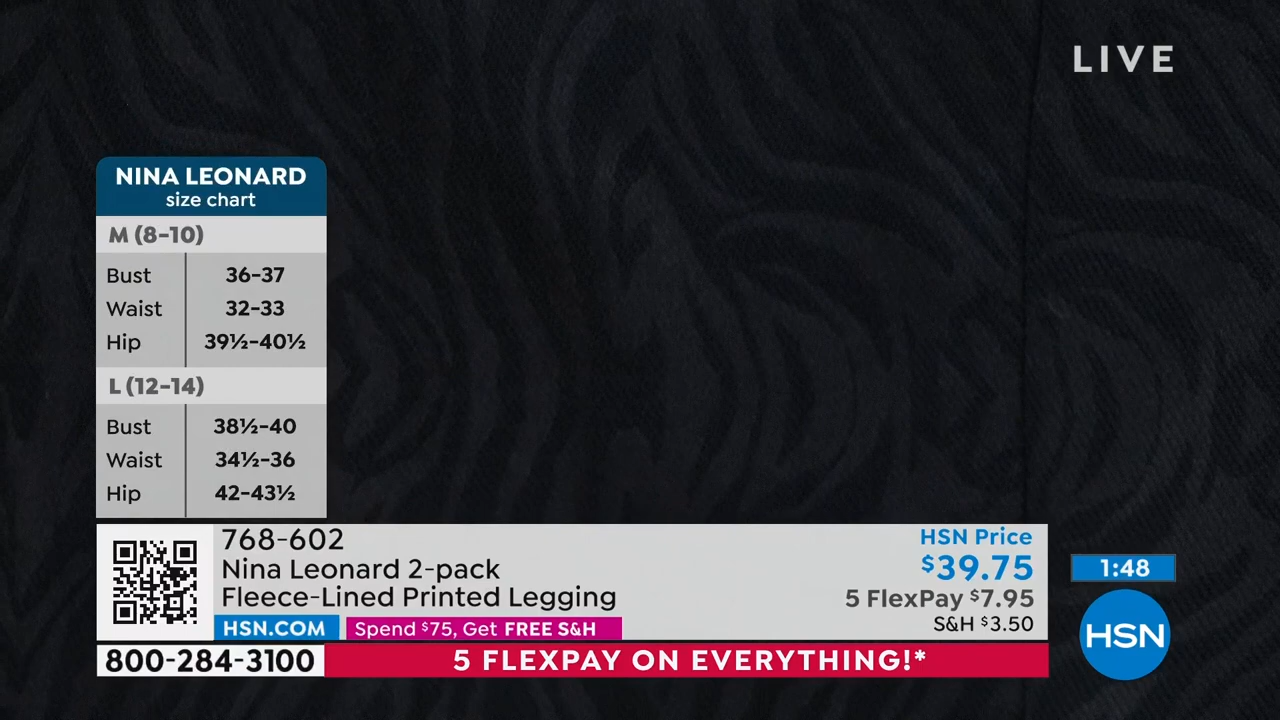 LIVE
NINA LEONARD
size chart
M (8-10)
Bust 36-37
Waist 32-33
Hip 39½-40½
L (12-14)
Bust 38½-40
Waist 34½-36
Hip 42-43½
768-602
Nina Leonard 2-pack
Fleece-Lined Printed Legging
HSN.COM
Spend $75, Get FREE S&H
HSN Price
$39.75
5 FlexPay $7.95
S&H $3.50
1:48
HSN
800-284-3100
5 FLEXPAY ON EVERYTHING!*